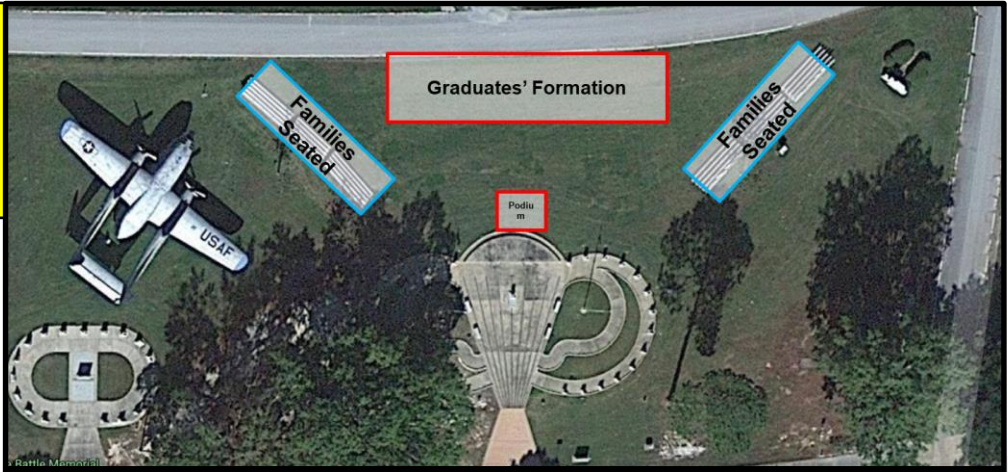 Graduates' Formation
Families
Seated
Families
Seated
Podiu
m
USAF
Battle Memorial